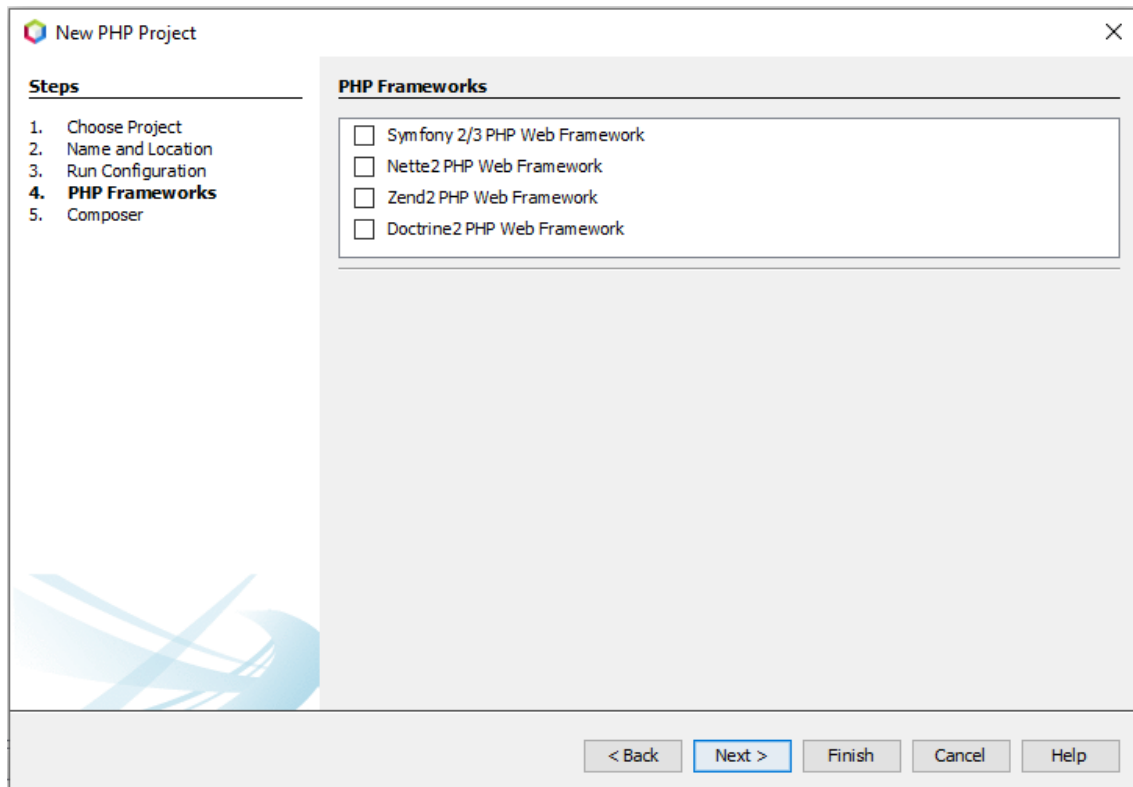 New PHP Project
Steps
1. Choose Project
2. Name and Location
3. Run Configuration
4. PHP Frameworks
5. Composer
PHP Frameworks
Symfony 2/3 PHP Web Framework
Nette2 PHP Web Framework
Zend2 PHP Web Framework
Doctrine2 PHP Web Framework
< Back Next > Finish Cancel Help